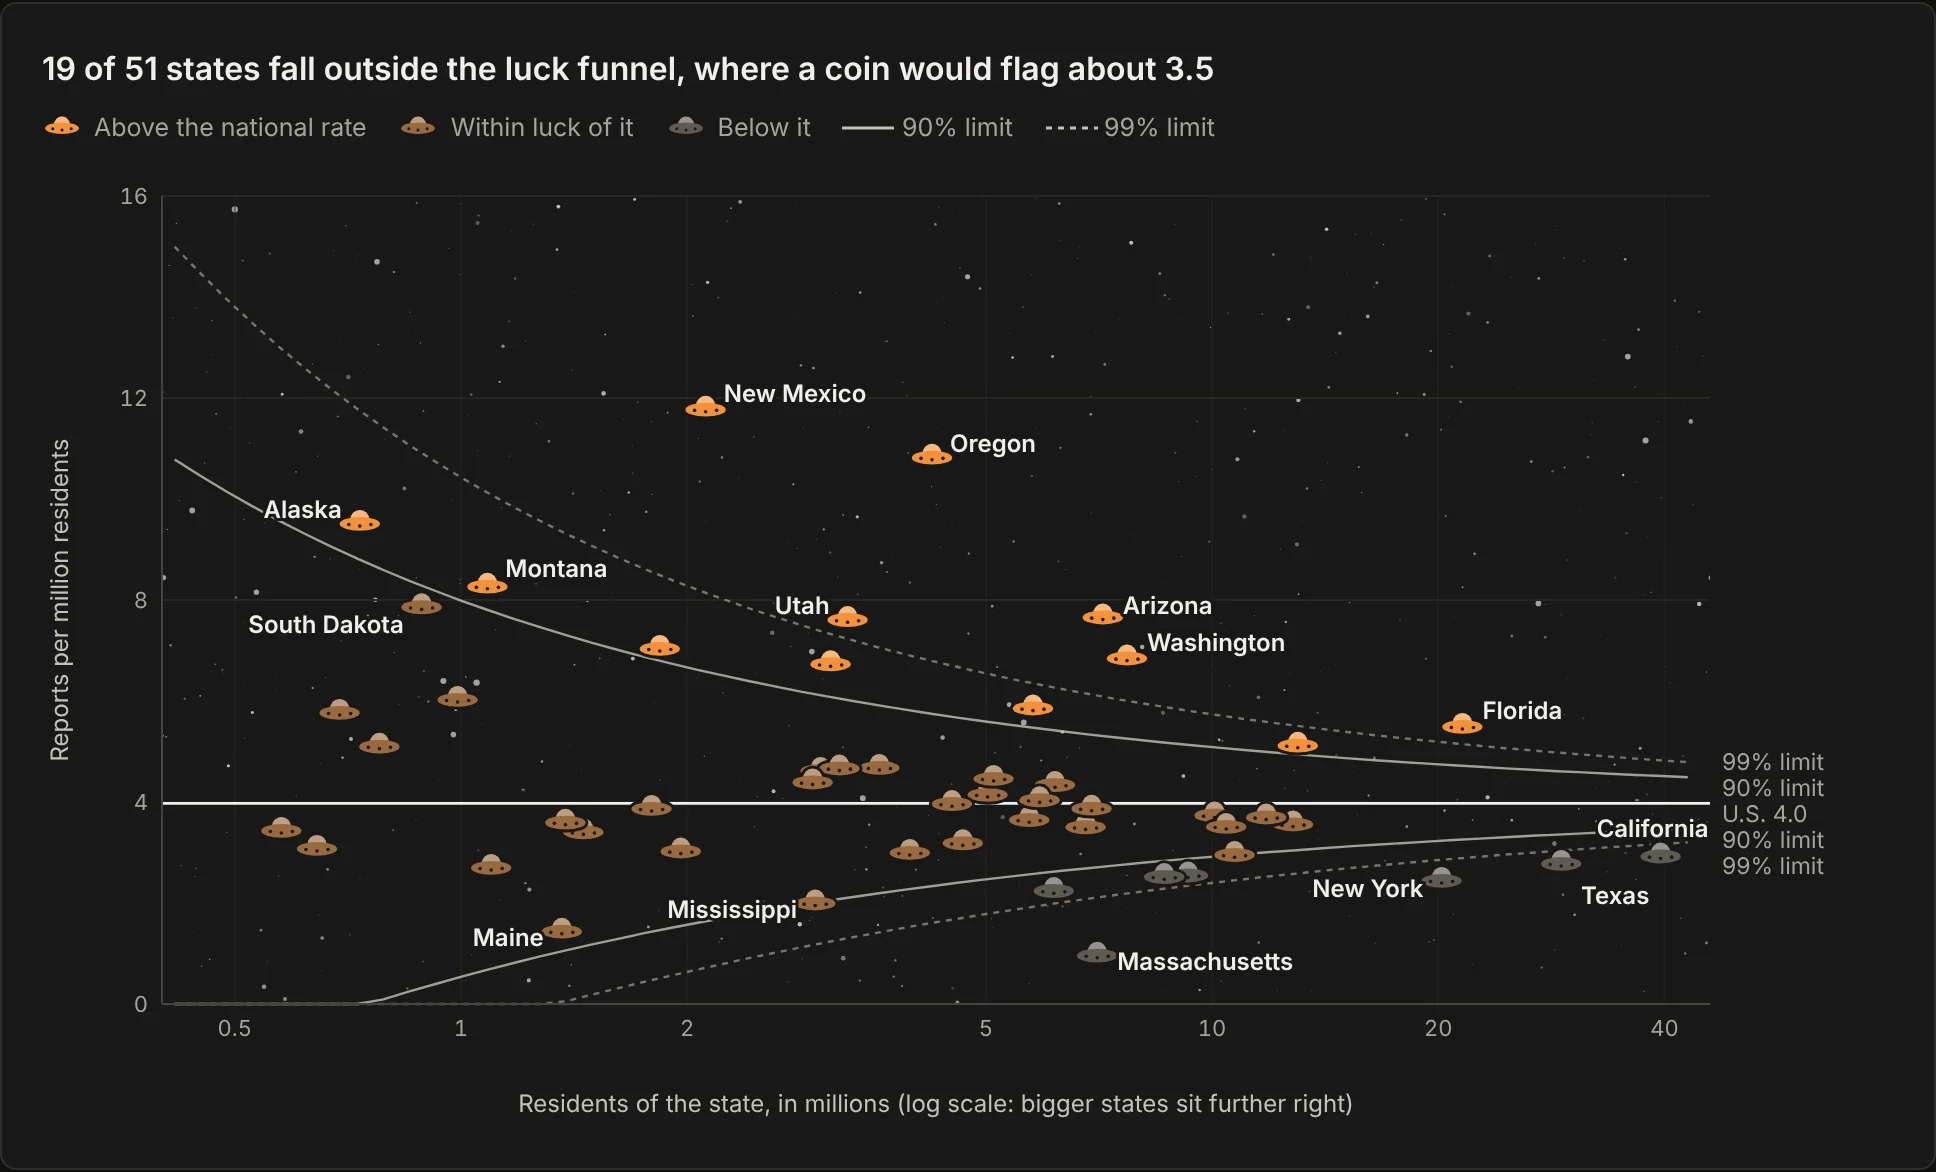 19 of 51 states fall outside the luck funnel, where a coin would flag about 3.5
Above the national rate Within luck of it Below it 90% limit 99% limit
16
12
8
4
0
Reports per million residents
New Mexico
Oregon
Alaska
Montana
Utah
Arizona
South Dakota
Washington
Florida
99% limit
90% limit
U.S. 4.0
California
90% limit
99% limit
New York
Texas
Mississippi
Maine
Massachusetts
0.5 1 2 5 10 20 40
Residents of the state, in millions (log scale: bigger states sit further right)